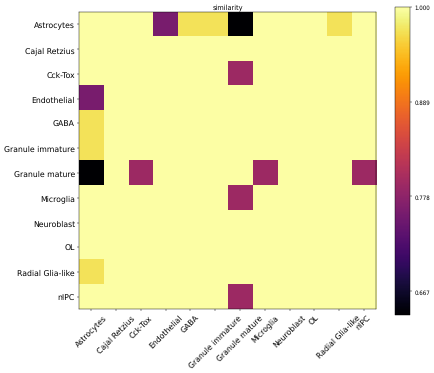 similarity
Astrocytes
Cajal Retzius
Cck-Tox
Endothelial
GABA
Granule immature
Granule mature
Microglia
Neuroblast
OL
Radial Glia-like
nIPC
Astrocytes
Cajal Retzius
Cck-Tox
Endothelial
GABA
Granule immature
Granule mature
Microglia
Neuroblast
OL
Radial Glia-like
nIPC
1.000
0.889
0.778
0.667